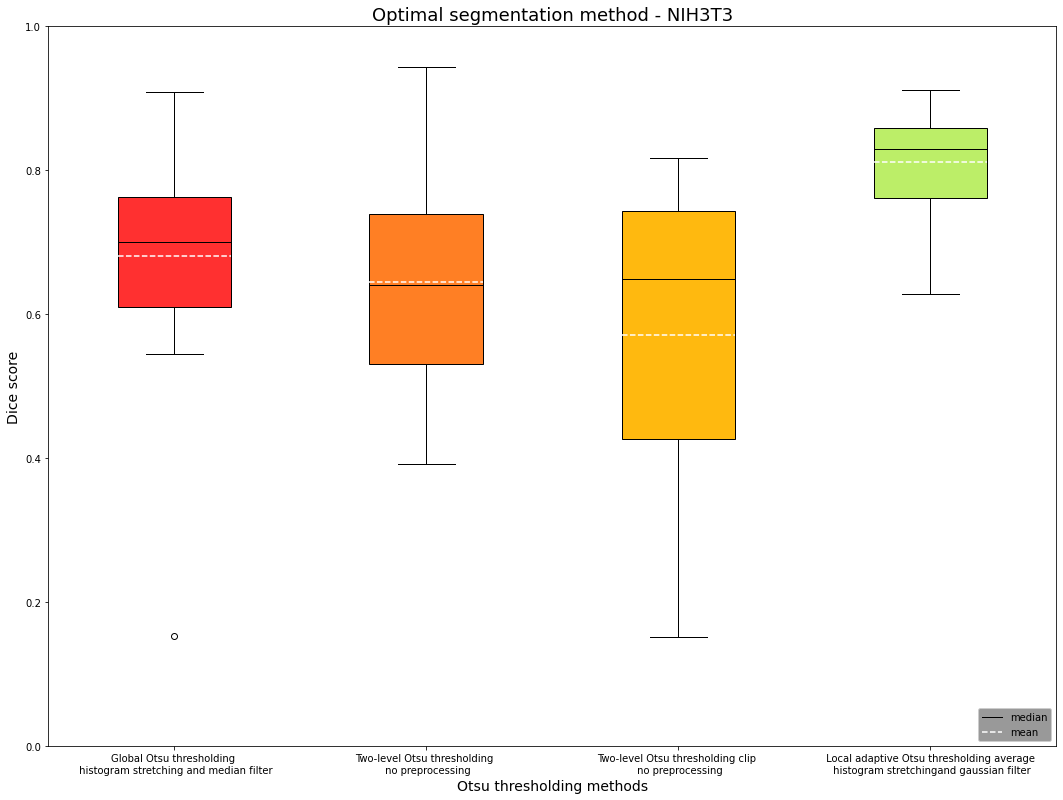 Optimal segmentation method - NIH3T3
1.0
0.8
0.6
0.4
0.2
0.0
Dice score
median
mean
Global Otsu thresholding
histogram stretching and median filter
Two-level Otsu thresholding
no preprocessing
Two-level Otsu thresholding clip
no preprocessing
Local adaptive Otsu thresholding average
histogram stretchingand gaussian filter
Otsu thresholding methods